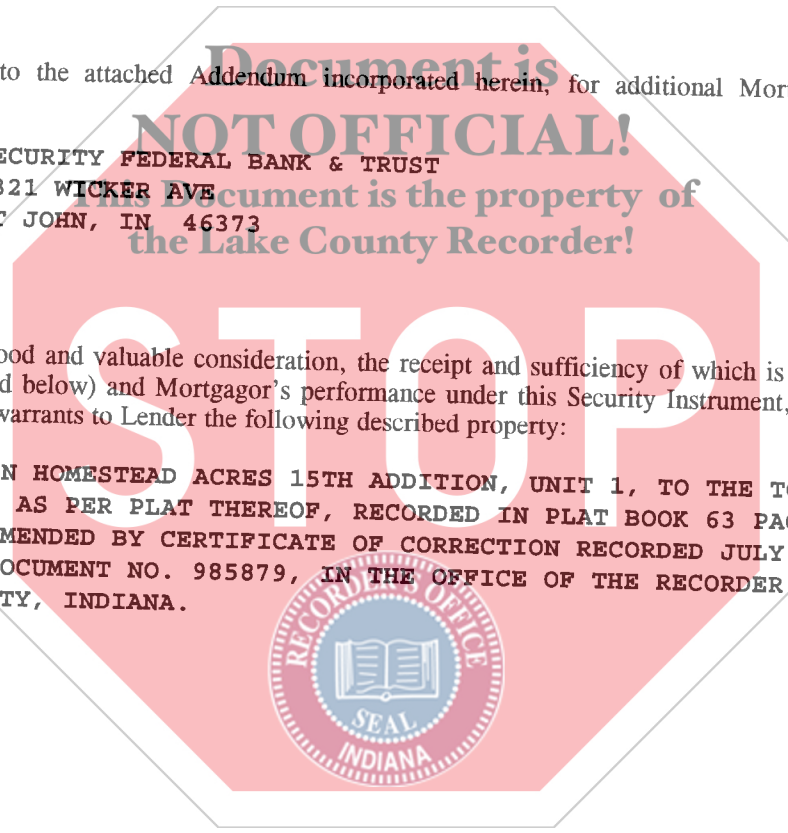 Document is
to the attached Addendum incorporated herein, for additional Mort
NOT OFFICIAL!
ECURITY FEDERAL BANK & TRUST
321 WICKER AVE
This Document is the property of
T JOHN, IN 46373
the Lake County Recorder!
STOP
ood and valuable consideration, the receipt and sufficiency of which is
d below) and Mortgagor's performance under this Security Instrument,
warrants to Lender the following described property:
N HOMESTEAD ACRES 15TH ADDITION, UNIT 1, TO THE TO
AS PER PLAT THEREOF, RECORDED IN PLAT BOOK 63 PAG
MENDED BY CERTIFICATE OF CORRECTION RECORDED JULY
OCUMENT NO. 985879, IN THE OFFICE OF THE RECORDER
TY, INDIANA.
RECORDER'S OFFICE
SEAL
INDIANA